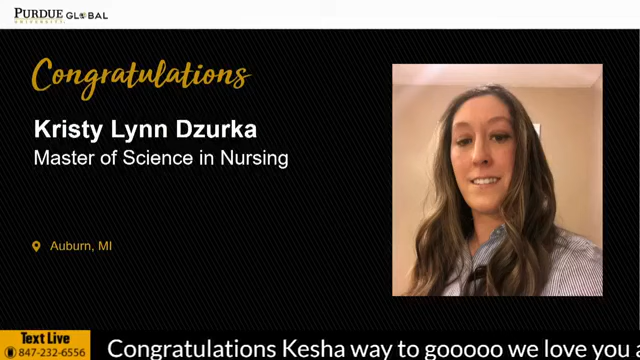 PURDUE GLOBAL
UNIVERSITY
Congratulations
Kristy Lynn Dzurka
Master of Science in Nursing
Auburn, MI
Text Live
847-232-6556
Congratulations Kesha way to gooooo we love you a